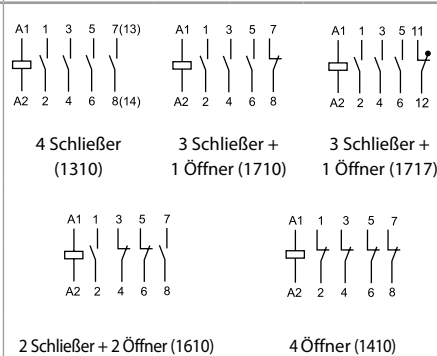 A1 1 3 5 7(13) A1 1 3 5 7 A1 1 3 5 11
A2 2 4 6 8(14) A2 2 4 6 8 A2 2 4 6 12
4 Schließer 3 Schließer + 3 Schließer +
(1310) 1 Öffner (1710) 1 Öffner (1717)
A1 1 3 5 7 A1 1 3 5 7
A2 2 4 6 8 A2 2 4 6 8
2 Schließer + 2 Öffner (1610) 4 Öffner (1410)